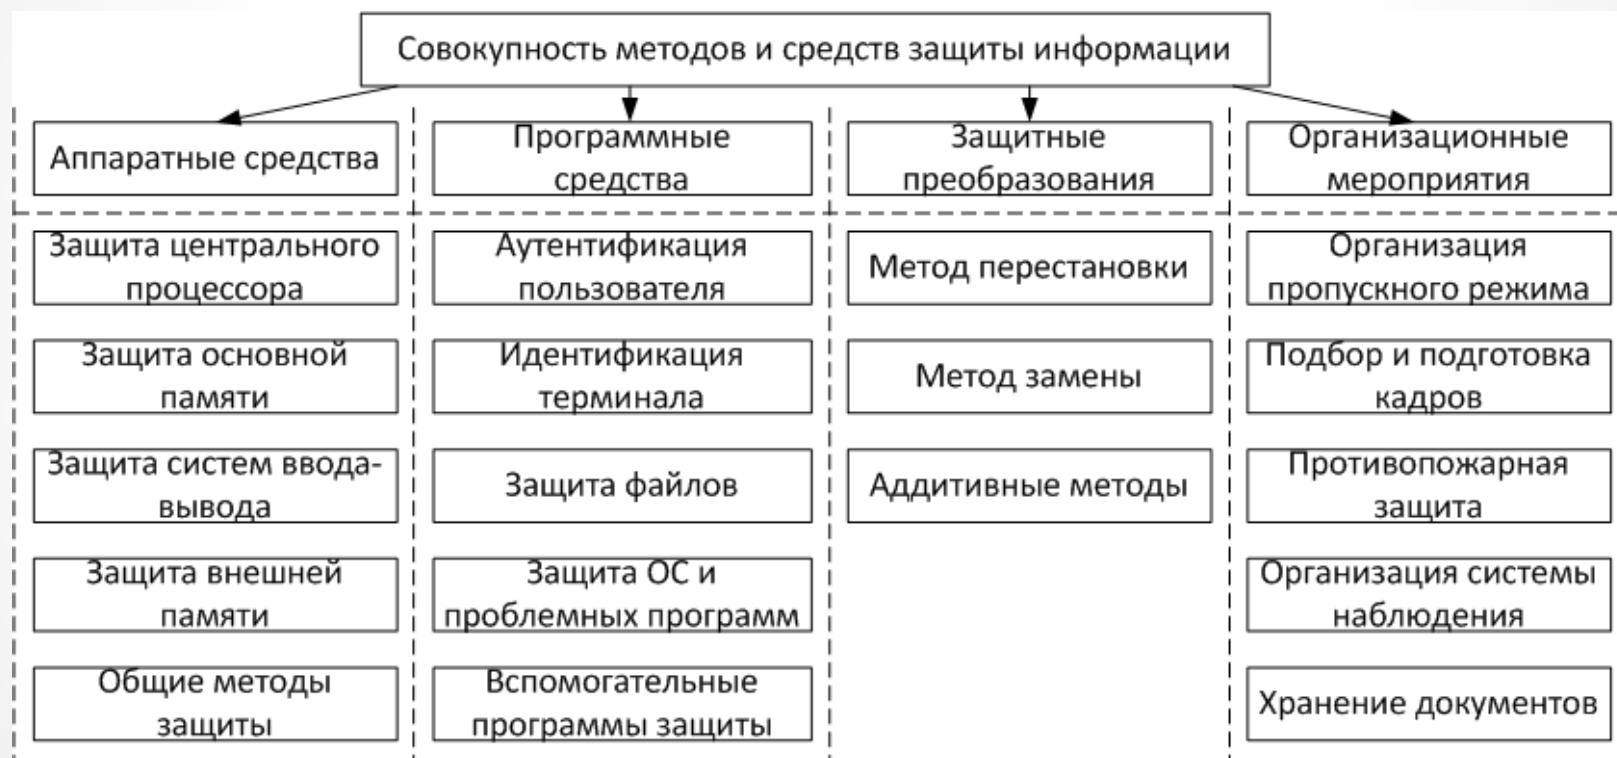 Совокупность методов и средств защиты информации
Аппаратные средства
Программные
средства
Защитные
преобразования
Организационные
мероприятия
Защита центрального
процессора
Аутентификация
пользователя
Метод перестановки
Организация
пропускного режима
Защита основной
памяти
Идентификация
терминала
Метод замены
Подбор и подготовка
кадров
Защита систем ввода-
вывода
Защита файлов
Аддитивные методы
Противопожарная
защита
Защита внешней
памяти
Защита ОС и
проблемных программ
Организация системы
наблюдения
Общие методы
защиты
Вспомогательные
программы защиты
Хранение документов